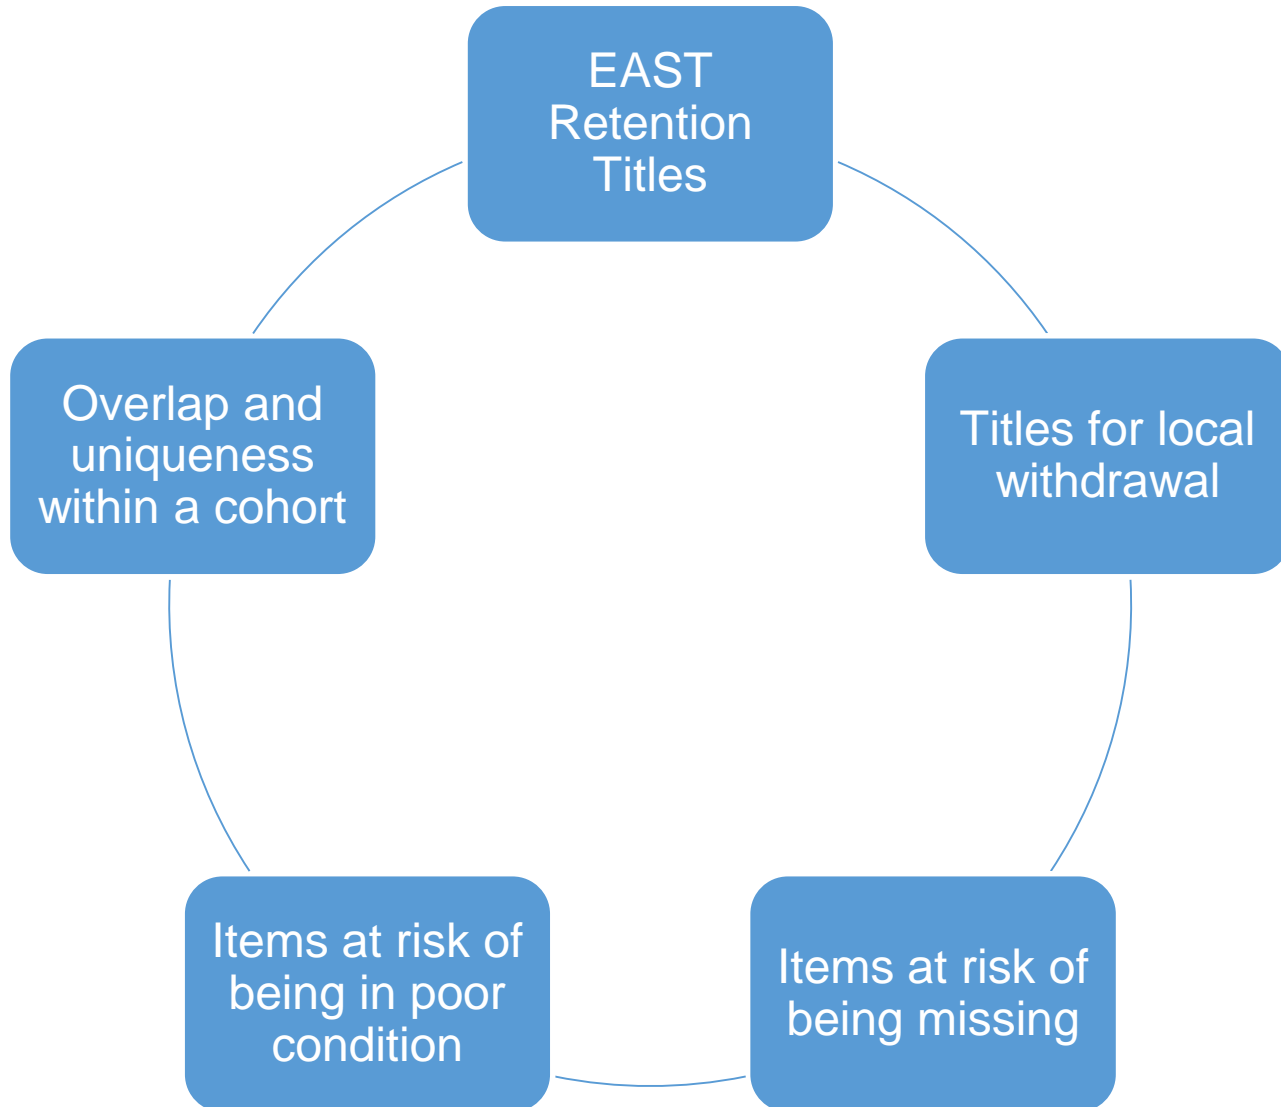 EAST
Retention
Titles
Overlap and
uniqueness
within a cohort
Titles for local
withdrawal
Items at risk of
being in poor
condition
Items at risk of
being missing